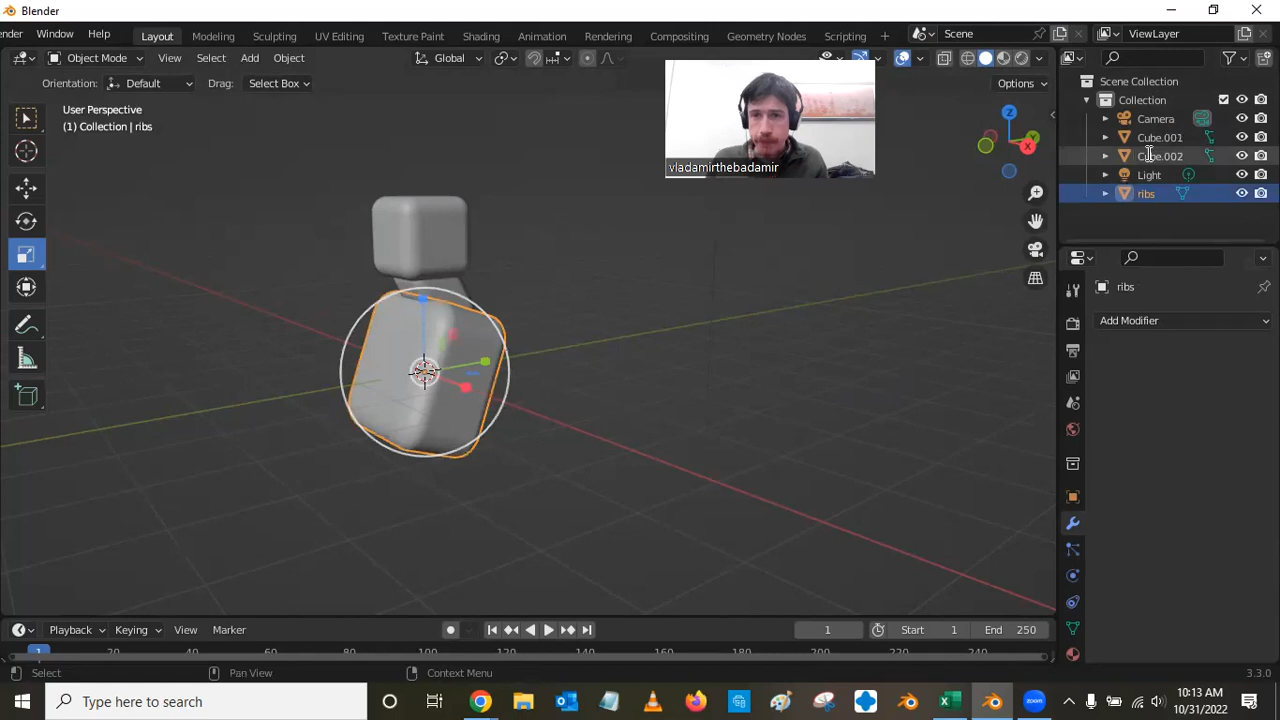 Blender
ender Window Help Layout Modeling Sculpting UV Editing Texture Paint Shading Animation Rendering Compositing Geometry Nodes Scripting + Scene ViewLayer
Object Mode View Select Add Object Global
Orientation: Default Drag: Select Box Options
User Perspective
(1) Collection | ribs
vladamirthebadamir
Z
Y
X
Scene Collection
Collection
Camera
Cube.001
Cube.002
Light
ribs
ribs
Add Modifier
Playback Keying View Marker 1 Start 1 End 250
1 20 40 60 80 100 120 140 160 180 200 220 240
Select Pan View Context Menu 3.3.0
Type here to search
zoom
10:13 AM
10/31/2022